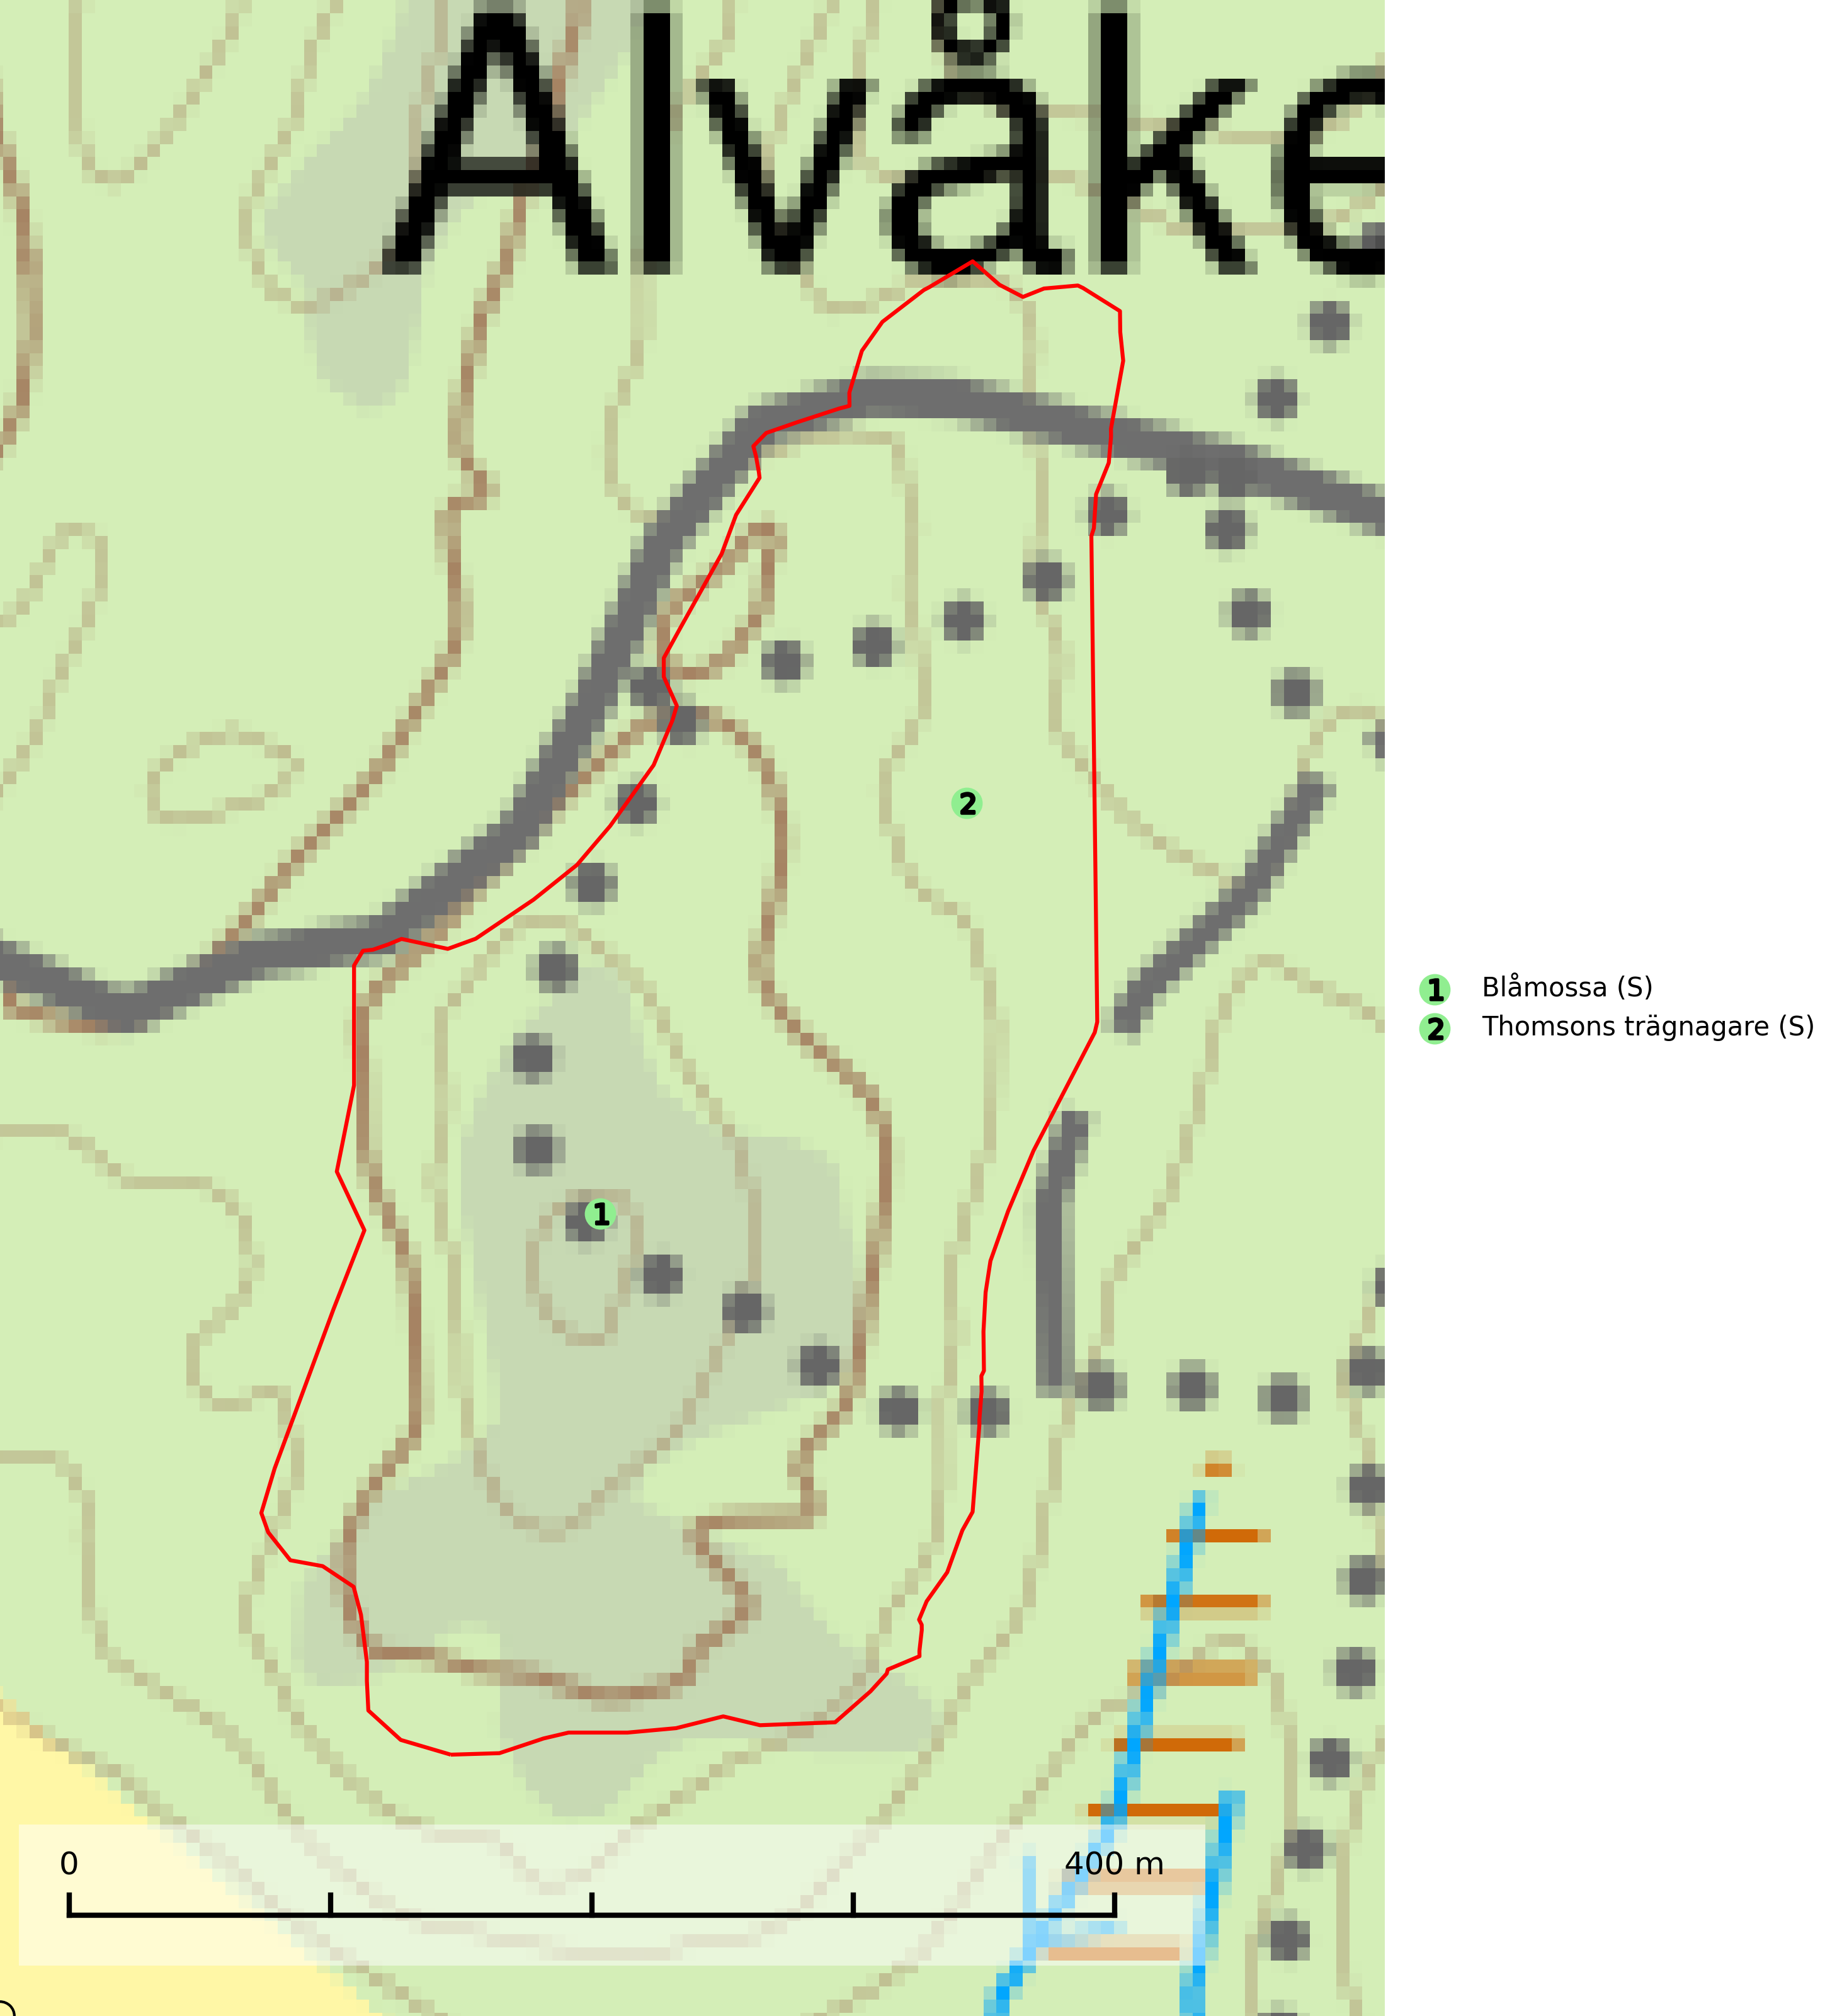 Alvåke
2
1
1 Blåmossa (S)
2 Thomsons trägnagare (S)
0 400 m